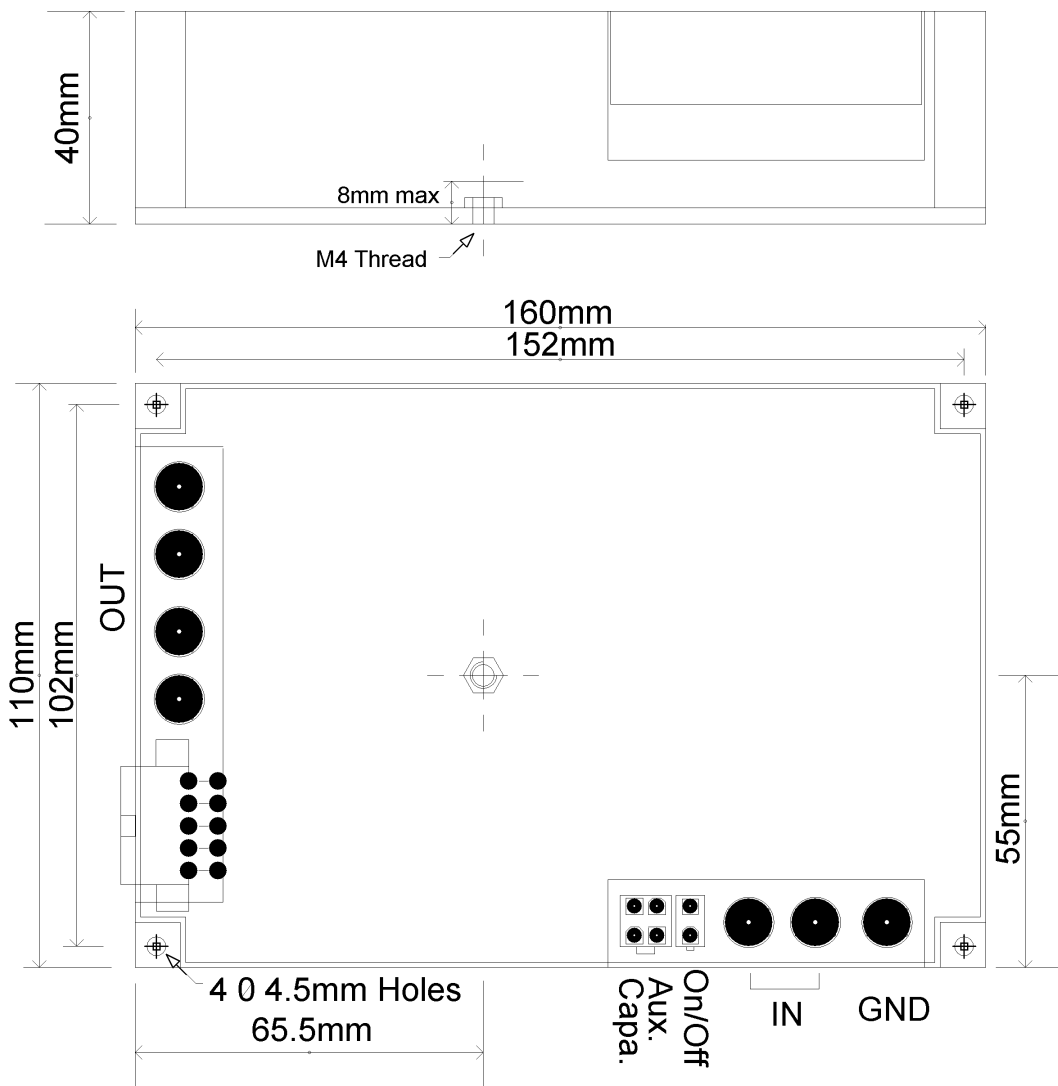 40mm
8mm max
M4 Thread
160mm
152mm
OUT
110mm
102mm
55mm
4 Ø 4.5mm Holes
65.5mm
Capa.
Aux.
On/Off
IN
GND